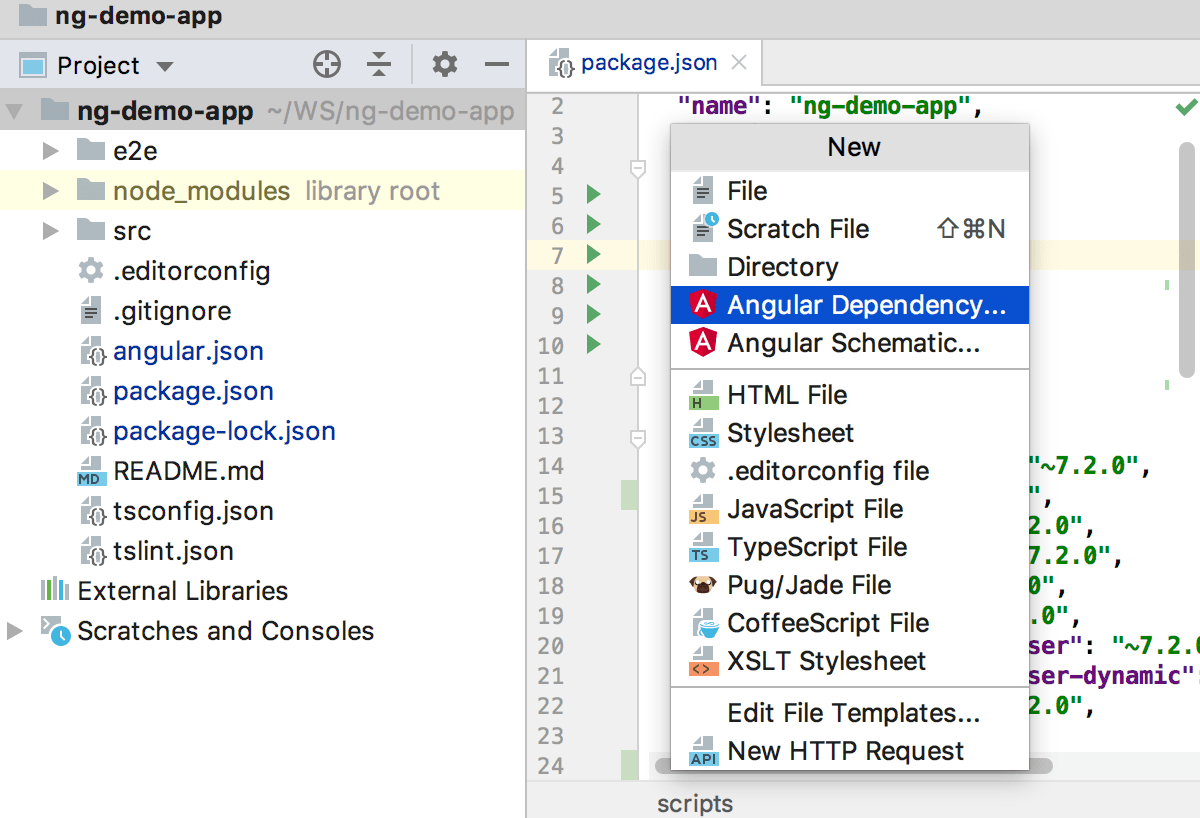 ng-demo-app
Project
ng-demo-app ~/WS/ng-demo-app
e2e
node_modules library root
src
.editorconfig
.gitignore
angular.json
package.json
package-lock.json
MD README.md
tsconfig.json
tslint.json
External Libraries
Scratches and Consoles
package.json
2 "name": "ng-demo-app",
3
4
5
6
7
8
9
10
11
12
13
14 "~7.2.0",
15 ",
16 2.0",
17 7.2.0",
18 0",
19 .0",
20 ser": "~7.2.0
21 ser-dynamic":
22 2.0",
23
24
New
File
Scratch File ⇧⌘N
Directory
Angular Dependency...
Angular Schematic...
H HTML File
CSS Stylesheet
.editorconfig file
JS JavaScript File
TS TypeScript File
Pug/Jade File
CoffeeScript File
<> XSLT Stylesheet
Edit File Templates...
API New HTTP Request
scripts